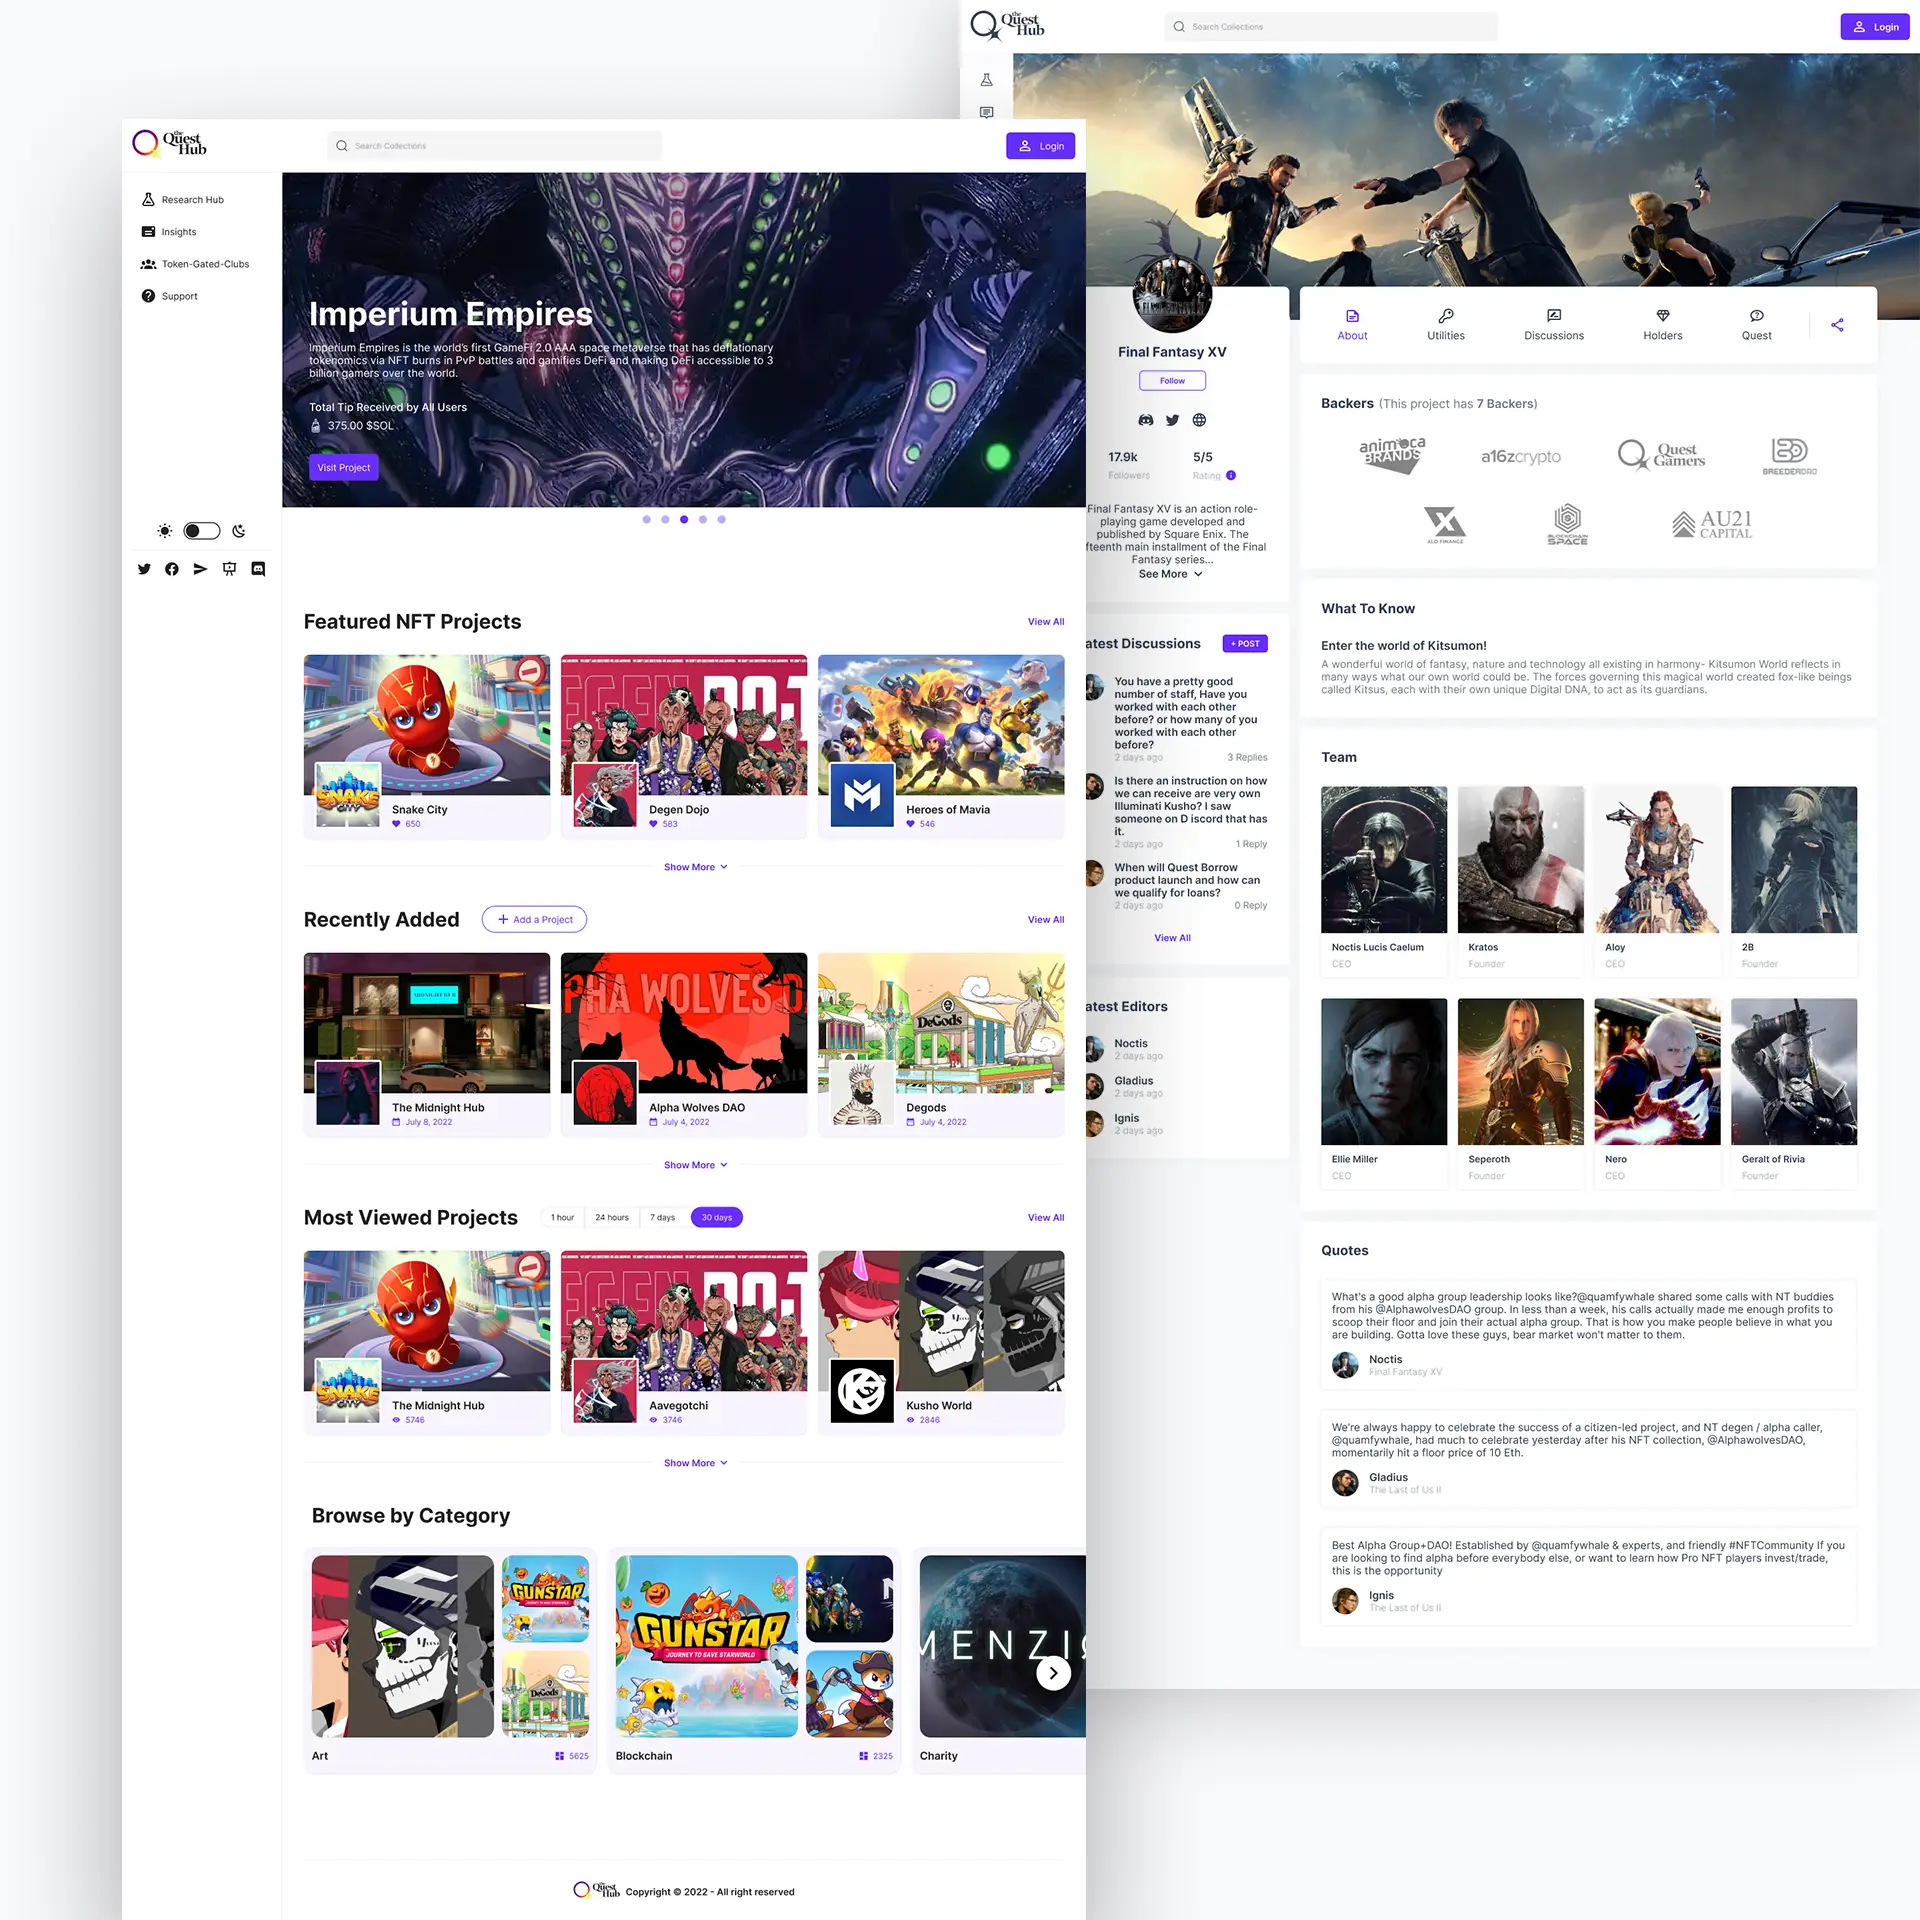 the
Quest
Hub
Search Collections
Login
Research Hub
Insights
Token-Gated-Clubs
Support
Imperium Empires
Imperium Empires is the world's first GameFi 2.0 AAA space metaverse that has deflationary
tokenomics via NFT burns in PvP battles and gamifies DeFi and making DeFi accessible to 3
billion gamers over the world.
Total Tip Received by All Users
375.00 $SOL
Visit Project
Featured NFT Projects
View All
SNAKE
CITY
Snake City
650
EGEN DOJ
Degen Dojo
583
Heroes of Mavia
546
Show More
Recently Added
+ Add a Project
View All
The Midnight Hub
July 8, 2022
PHA WOLVES D
Alpha Wolves DAO
July 4, 2022
DeGods
Degods
July 4, 2022
Show More
Most Viewed Projects
1 hour
24 hours
7 days
30 days
View All
SNAKE
CITY
The Midnight Hub
5746
EGEN DOJ
Aavegotchi
3746
Kusho World
2846
Show More
Browse by Category
GUNSTAR
DeGods
Art
5625
GUNSTAR
JOURNEY TO SAVE STARWORLD
Blockchain
2325
MENZI
Charity
the
Quest
Hub
Copyright © 2022 - All right reserved
the
Quest
Hub
Search Collections
Login
Final Fantasy XV
Follow
17.9k
Followers
5/5
Rating
Final Fantasy XV is an action role-
playing game developed and
published by Square Enix. The
fteenth main installment of the Final
Fantasy series...
See More
atest Discussions
+ POST
You have a pretty good
number of staff, Have you
worked with each other
before? or how many of you
worked with each other
before?
2 days ago
3 Replies
Is there an instruction on how
we can receive are very own
Illuminati Kusho? I saw
someone on D iscord that has
it.
2 days ago
1 Reply
When will Quest Borrow
product launch and how can
we qualify for loans?
2 days ago
0 Reply
View All
atest Editors
Noctis
2 days ago
Gladius
2 days ago
Ignis
2 days ago
About
Utilities
Discussions
Holders
Quest
Backers (This project has 7 Backers)
animoca
BRANDS
a16zcrypto
Quest
Gamers
BREEDERDAO
ALD FINANCE
BLOCKCHAIN
SPACE
AU21
CAPITAL
What To Know
Enter the world of Kitsumon!
A wonderful world of fantasy, nature and technology all existing in harmony- Kitsumon World reflects in
many ways what our own world could be. The forces governing this magical world created fox-like beings
called Kitsus, each with their own unique Digital DNA, to act as its guardians.
Team
Noctis Lucis Caelum
CEO
Kratos
Founder
Aloy
CEO
2B
Founder
Ellie Miller
CEO
Seperoth
Founder
Nero
CEO
Geralt of Rivia
Founder
Quotes
What's a good alpha group leadership looks like?@quamfywhale shared some calls with NT buddies
from his @AlphawolvesDAO group. In less than a week, his calls actually made me enough profits to
scoop their floor and join their actual alpha group. That is how you make people believe in what you
are building. Gotta love these guys, bear market won't matter to them.
Noctis
Final Fantasy XV
We're always happy to celebrate the success of a citizen-led project, and NT degen / alpha caller,
@quamfywhale, had much to celebrate yesterday after his NFT collection, @AlphawolvesDAO,
momentarily hit a floor price of 10 Eth.
Gladius
The Last of Us II
Best Alpha Group+DAO! Established by @quamfywhale & experts, and friendly #NFTCommunity If you
are looking to find alpha before everybody else, or want to learn how Pro NFT players invest/trade,
this is the opportunity
Ignis
The Last of Us II